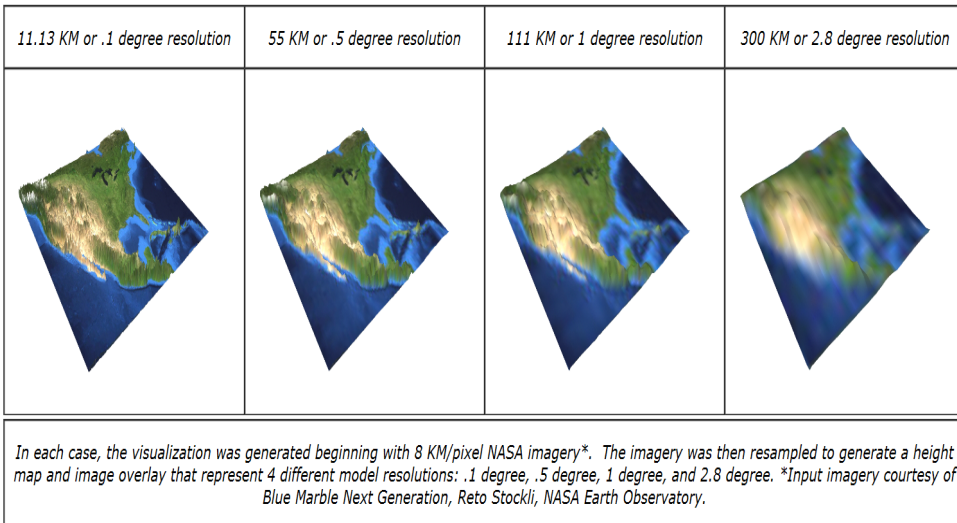 11.13 KM or .1 degree resolution
55 KM or .5 degree resolution
111 KM or 1 degree resolution
300 KM or 2.8 degree resolution
In each case, the visualization was generated beginning with 8 KM/pixel NASA imagery*. The imagery was then resampled to generate a height
map and image overlay that represent 4 different model resolutions: .1 degree, .5 degree, 1 degree, and 2.8 degree. *Input imagery courtesy of
Blue Marble Next Generation, Reto Stockli, NASA Earth Observatory.